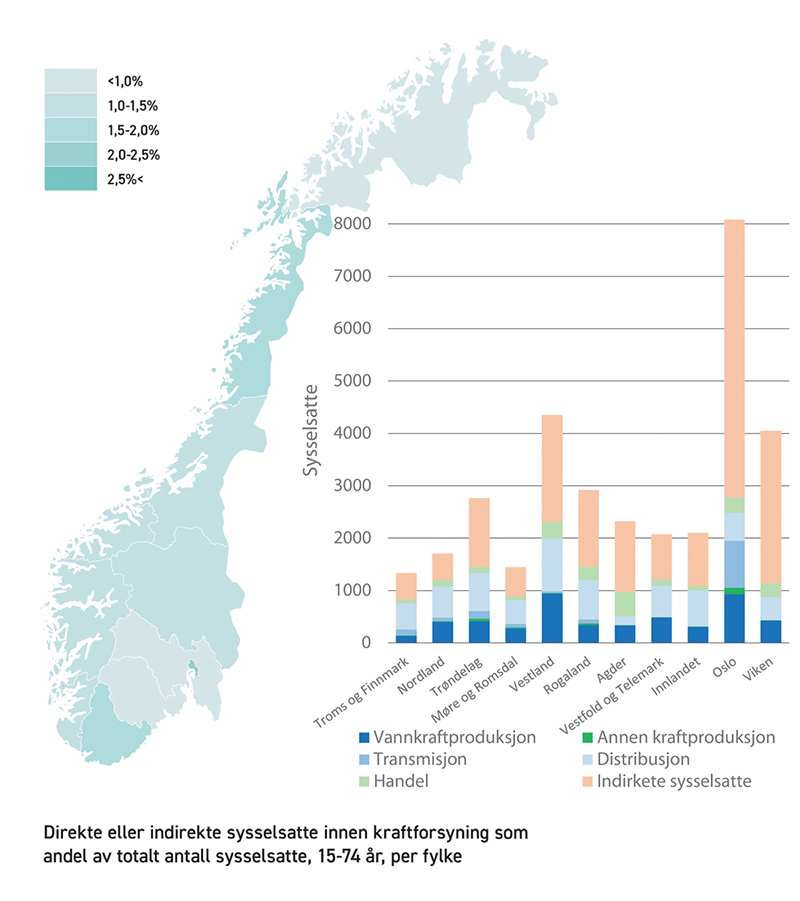 <1,0%
1,0-1,5%
1,5-2,0%
2,0-2,5%
2,5%<
8000
7000
6000
5000
4000
3000
2000
1000
0
Sysselsatte
Troms og Finnmark
Nordland
Trøndelag
Møre og Romsdal
Vestland
Rogaland
Agder
Vestfold og Telemark
Innlandet
Oslo
Viken
Vannkraftproduksjon
Annen kraftproduksjon
Transmisjon
Distribusjon
Handel
Indirkete sysselsatte
Direkte eller indirekte sysselsatte innen kraftforsyning som
andel av totalt antall sysselsatte, 15-74 år, per fylke